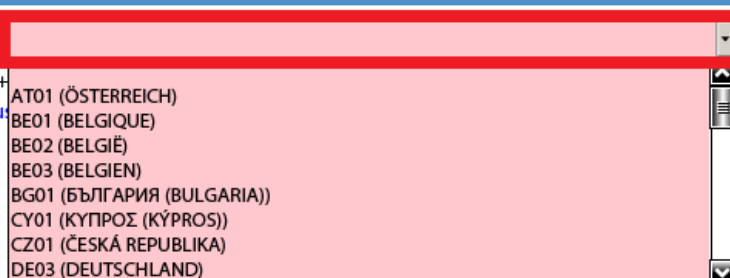 AT01 (ÖSTERREICH)
BE01 (BELGIQUE)
BE02 (BELGIË)
BE03 (BELGIEN)
BG01 (БЪЛГАРИЯ (BULGARIA))
CY01 (ΚΥΠΡΟΣ (KÝPROS))
CZ01 (ČESKÁ REPUBLIKA)
DE03 (DEUTSCHLAND)